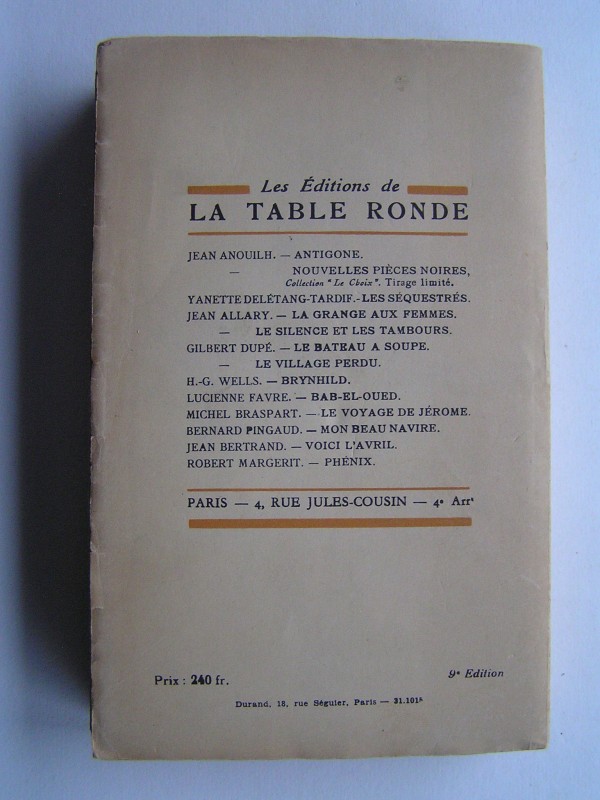 Les Éditions de
LA TABLE RONDE
JEAN ANOUILH. — ANTIGONE.
— NOUVELLES PIÈCES NOIRES,
Collection "Le Choix". Tirage limité.
YANETTE DELÉTANG-TARDIF.- LES SÉQUESTRÉS.
JEAN ALLARY. — LA GRANGE AUX FEMMES.
— LE SILENCE ET LES TAMBOURS.
GILBERT DUPÉ. — LE BATEAU A SOUPE.
— LE VILLAGE PERDU.
H.-G. WELLS. — BRYNHILD.
LUCIENNE FAVRE. — BAB-EL-OUED.
MICHEL BRASPART. — LE VOYAGE DE JÉROME.
BERNARD PINGAUD. — MON BEAU NAVIRE.
JEAN BERTRAND. — VOICI L'AVRIL.
ROBERT MARGERIT. — PHÉNIX.
PARIS — 4, RUE JULES-COUSIN — 4e Arrt
Prix : 240 fr.
9e Edition
Durand, 18, rue Séguier, Paris — 31.101